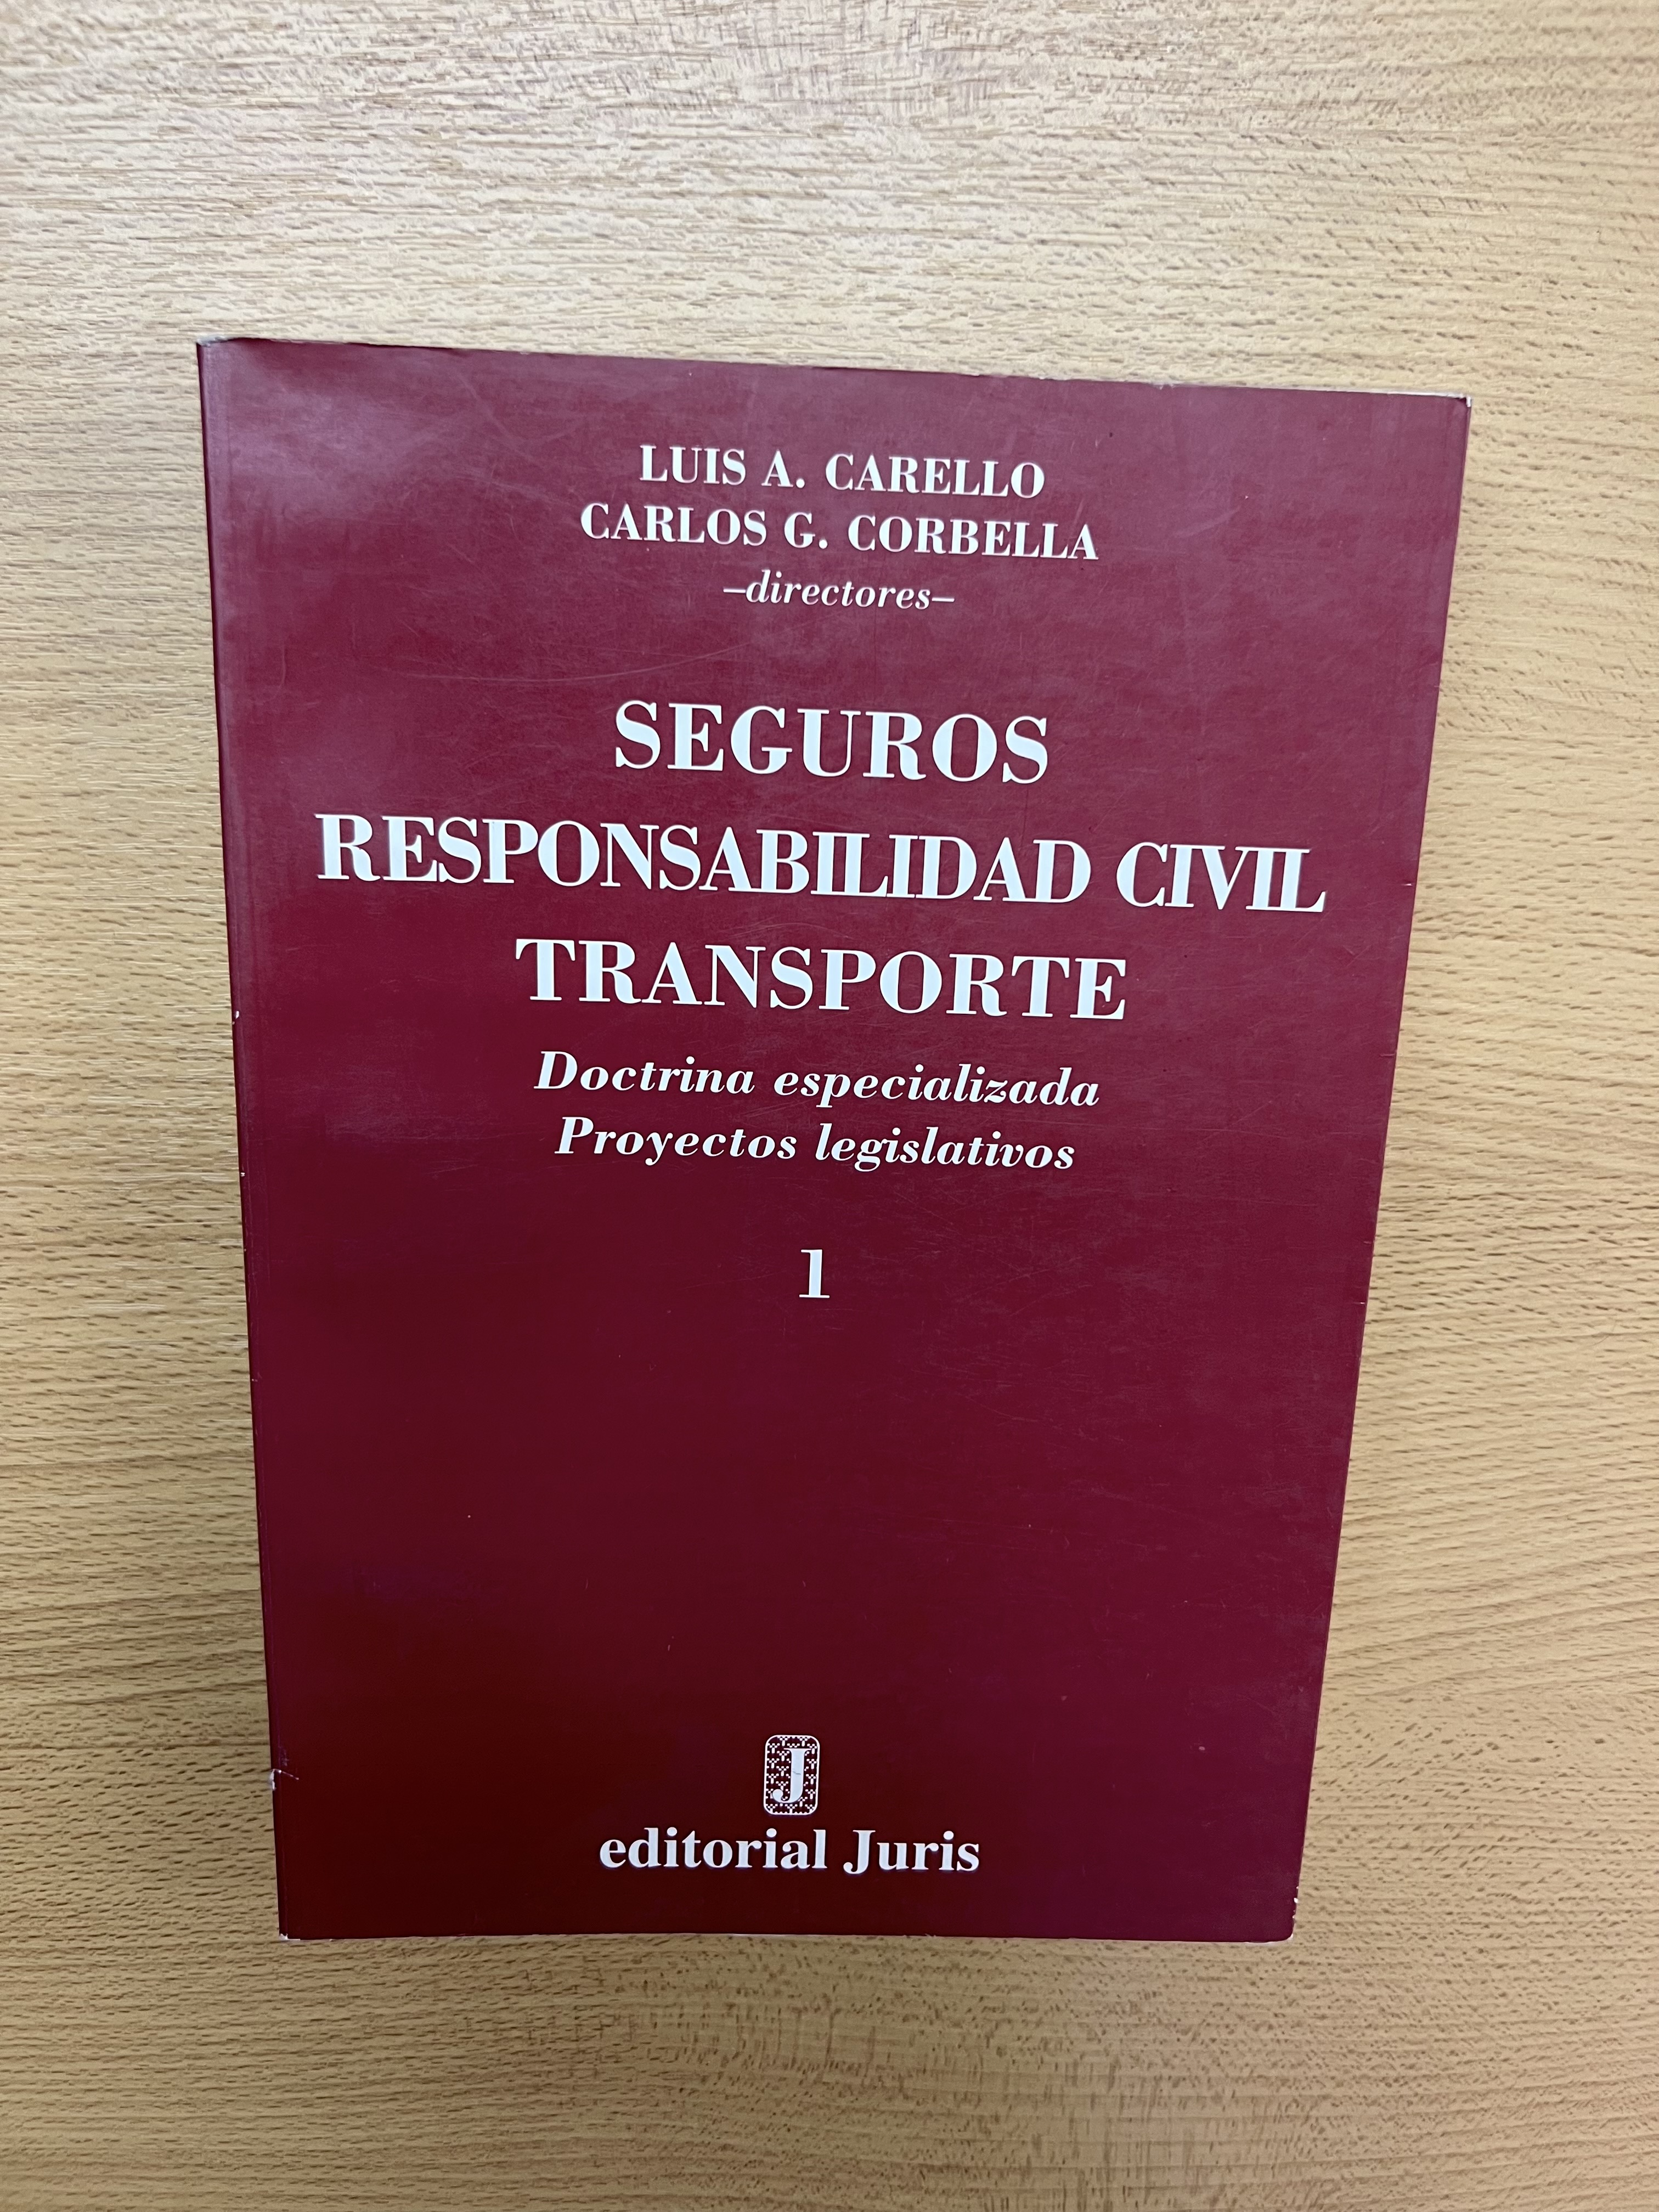 LUIS A. CARELLO
CARLOS G. CORBELLA
–directores–
SEGUROS
RESPONSABILIDAD CIVIL
TRANSPORTE
Doctrina especializada
Proyectos legislativos
1
J
editorial Juris